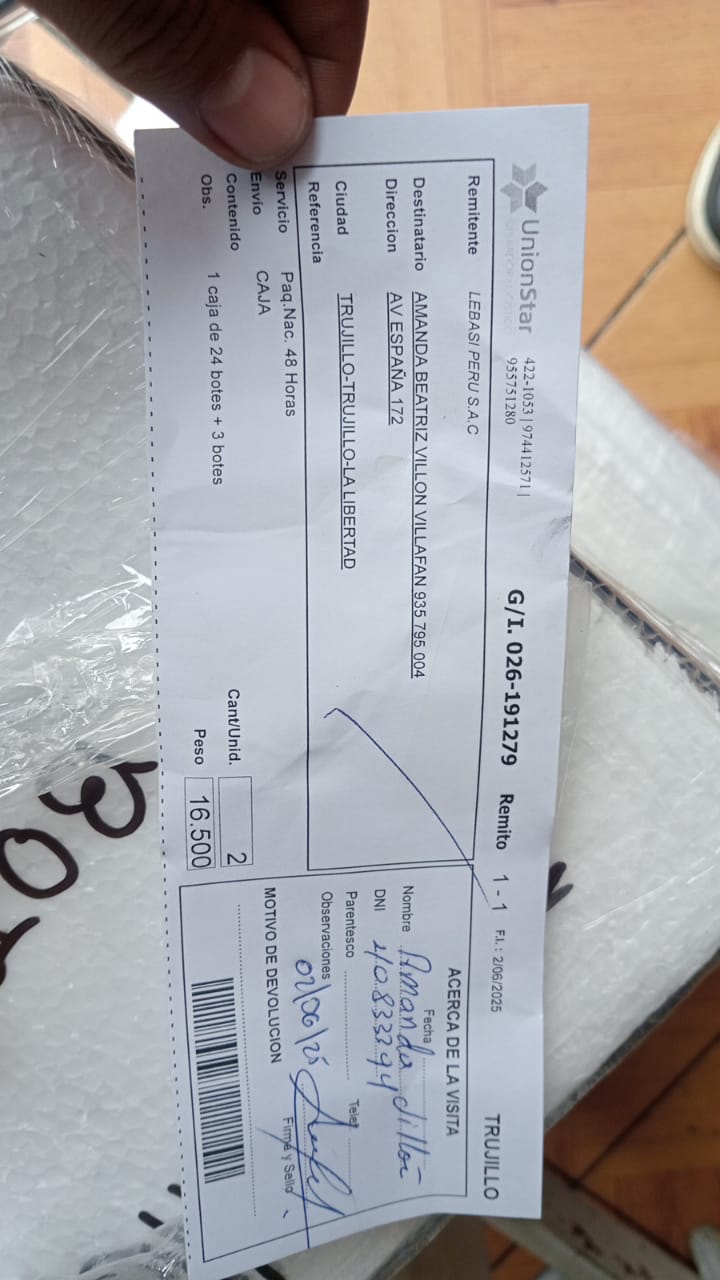 UnionStar
422-1053 | 974412571 |
955751280
G/I. 026-191279 Remito 1 - 1 F.I.: 2/06/2025 TRUJILLO
Remitente LEBASI PERU S.A.C
Destinatario AMANDA BEATRIZ VILLON VILLAFAN 935 795 004
Direccion AV ESPAÑA 172
Ciudad TRUJILLO-TRUJILLO-LA LIBERTAD
Referencia
Servicio Paq.Nac. 48 Horas
Envío CAJA
Contenido
Obs. 1 caja de 24 botes + 3 botes
Cant/Unid. 2
Peso 16.500
ACERCA DE LA VISITA
Fecha
Nombre Amanda Villón
DNI 40833394
Parentesco Telef
Observaciones 02/06/25
Firma y Sello
MOTIVO DE DEVOLUCION